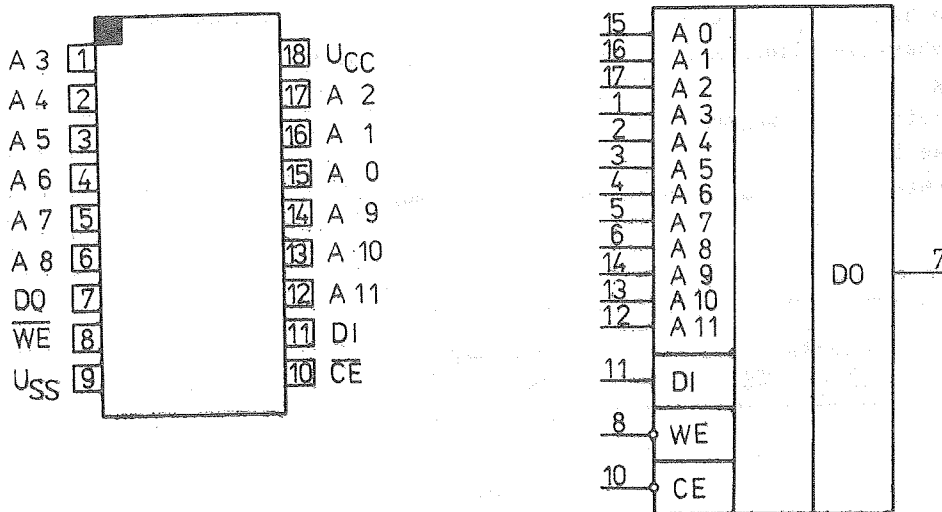 A 3 1
A 4 2
A 5 3
A 6 4
A 7 5
A 8 6
DO 7
W̅E̅ 8
USS 9
18 UCC
17 A 2
16 A 1
15 A 0
14 A 9
13 A 10
12 A 11
11 DI
10 C̅E̅
15 A 0
16 A 1
17 A 2
1 A 3
2 A 4
3 A 5
4 A 6
5 A 7
6 A 8
14 A 9
13 A 10
12 A 11
11 DI
8 WE
10 CE
DO 7